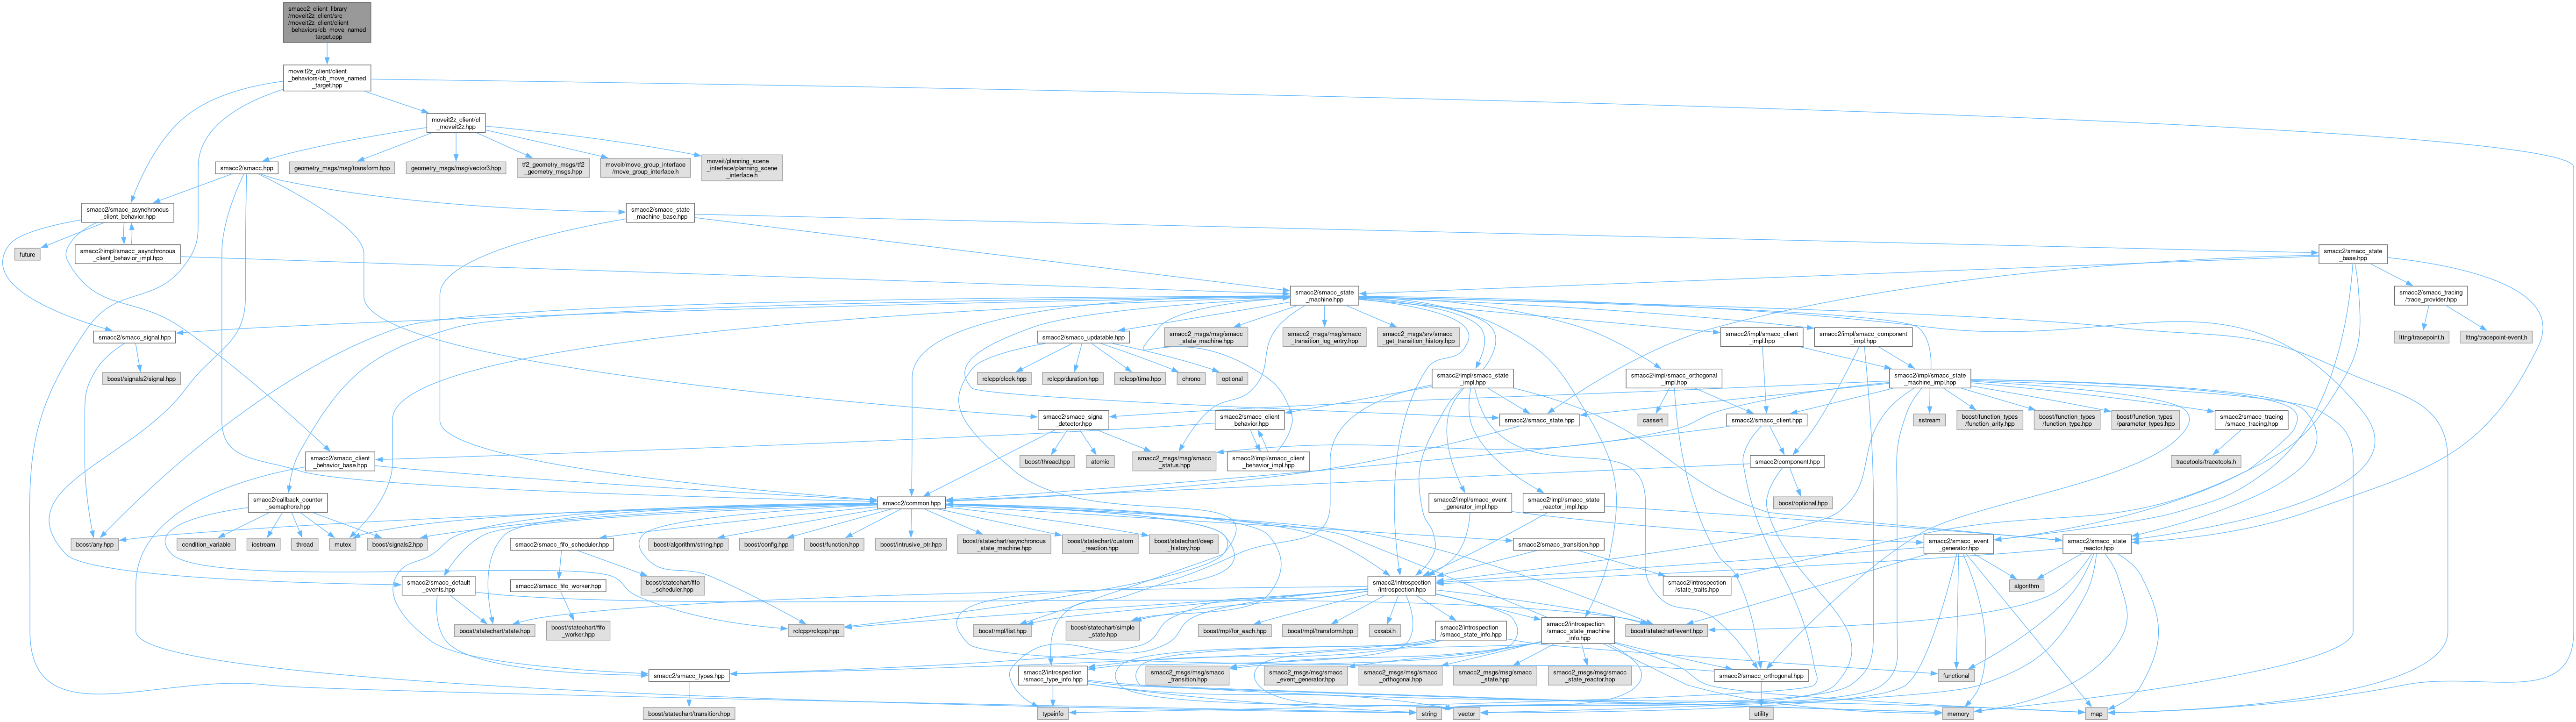 smacc2_client_library
/moveit2z_client/src
/moveit2z_client/client
_behaviors/cb_move_named
_target.cpp
moveit2z_client/client
_behaviors/cb_move_named
_target.hpp
moveit2z_client/cl
_moveit2z.hpp
smacc2/smacc.hpp
geometry_msgs/msg/transform.hpp
geometry_msgs/msg/vector3.hpp
tf2_geometry_msgs/tf2
_geometry_msgs.hpp
moveit/move_group_interface
/move_group_interface.h
moveit/planning_scene
_interface/planning_scene
_interface.h
smacc2/smacc_asynchronous
_client_behavior.hpp
smacc2/smacc_state
_machine_base.hpp
future
smacc2/impl/smacc_asynchronous
_client_behavior_impl.hpp
smacc2/smacc_state
_base.hpp
smacc2/smacc_state
_machine.hpp
smacc2/smacc_tracing
/trace_provider.hpp
smacc2/smacc_signal.hpp
smacc2/smacc_updatable.hpp
smacc2_msgs/msg/smacc
_state_machine.hpp
smacc2_msgs/msg/smacc
_transition_log_entry.hpp
smacc2_msgs/srv/smacc
_get_transition_history.hpp
smacc2/impl/smacc_client
_impl.hpp
smacc2/impl/smacc_component
_impl.hpp
lttng/tracepoint.h
lttng/tracepoint-event.h
boost/signals2/signal.hpp
rclcpp/clock.hpp
rclcpp/duration.hpp
rclcpp/time.hpp
chrono
optional
smacc2/impl/smacc_state
_impl.hpp
smacc2/impl/smacc_orthogonal
_impl.hpp
smacc2/impl/smacc_state
_machine_impl.hpp
smacc2/smacc_signal
_detector.hpp
smacc2/smacc_client
_behavior.hpp
smacc2/smacc_state.hpp
cassert
smacc2/smacc_client.hpp
sstream
boost/function_types
/function_arity.hpp
boost/function_types
/function_type.hpp
boost/function_types
/parameter_types.hpp
smacc2/smacc_tracing
/smacc_tracing.hpp
smacc2/smacc_client
_behavior_base.hpp
boost/thread.hpp
atomic
smacc2_msgs/msg/smacc
_status.hpp
smacc2/impl/smacc_client
_behavior_impl.hpp
smacc2/component.hpp
tracetools/tracetools.h
smacc2/callback_counter
_semaphore.hpp
smacc2/common.hpp
smacc2/impl/smacc_event
_generator_impl.hpp
smacc2/impl/smacc_state
_reactor_impl.hpp
boost/optional.hpp
boost/any.hpp
condition_variable
iostream
thread
mutex
boost/signals2.hpp
smacc2/smacc_fifo_scheduler.hpp
boost/algorithm/string.hpp
boost/config.hpp
boost/function.hpp
boost/intrusive_ptr.hpp
boost/statechart/asynchronous
_state_machine.hpp
boost/statechart/custom
_reaction.hpp
boost/statechart/deep
_history.hpp
smacc2/smacc_transition.hpp
smacc2/smacc_event
_generator.hpp
smacc2/smacc_state
_reactor.hpp
smacc2/smacc_default
_events.hpp
smacc2/smacc_fifo_worker.hpp
boost/statechart/fifo
_scheduler.hpp
smacc2/introspection
/introspection.hpp
smacc2/introspection
/state_traits.hpp
algorithm
boost/statechart/state.hpp
boost/statechart/fifo
_worker.hpp
rclcpp/rclcpp.hpp
boost/mpl/list.hpp
boost/statechart/simple
_state.hpp
boost/mpl/for_each.hpp
boost/mpl/transform.hpp
cxxabi.h
smacc2/introspection
/smacc_state_info.hpp
smacc2/introspection
/smacc_state_machine
_info.hpp
boost/statechart/event.hpp
smacc2/smacc_types.hpp
smacc2/introspection
/smacc_type_info.hpp
smacc2_msgs/msg/smacc
_transition.hpp
smacc2_msgs/msg/smacc
_event_generator.hpp
smacc2_msgs/msg/smacc
_orthogonal.hpp
smacc2_msgs/msg/smacc
_state.hpp
smacc2_msgs/msg/smacc
_state_reactor.hpp
smacc2/smacc_orthogonal.hpp
functional
boost/statechart/transition.hpp
typeinfo
string
vector
utility
memory
map